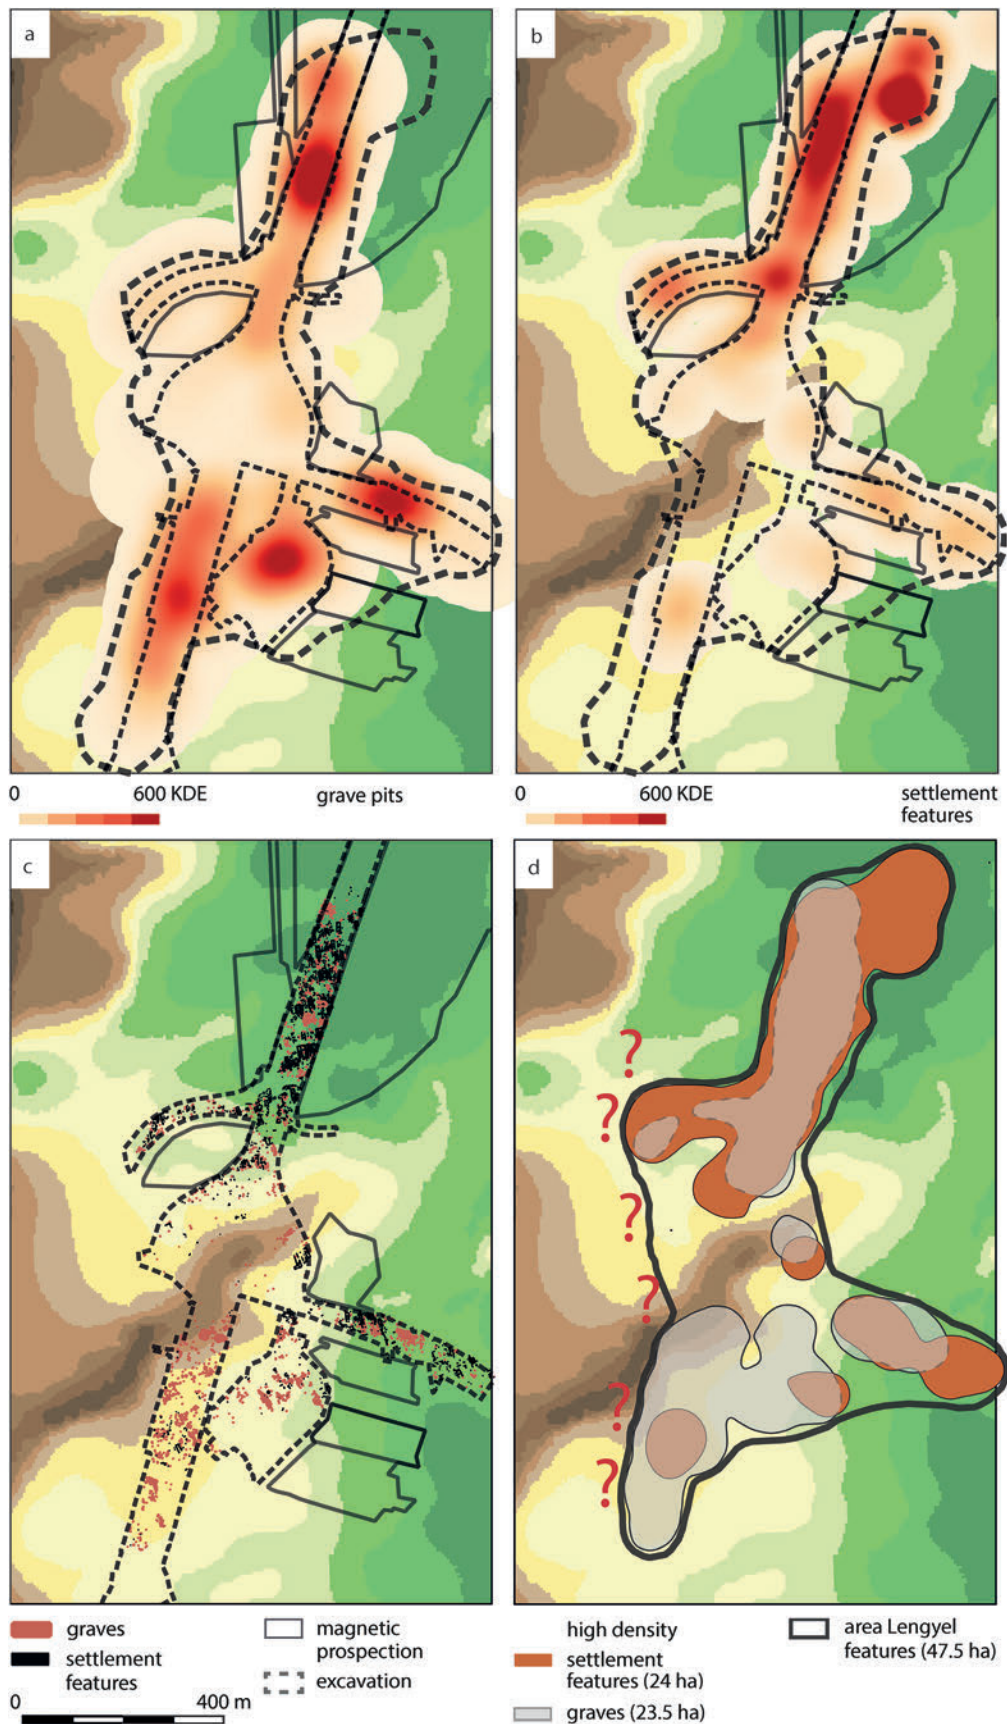 a
b
0 600 KDE grave pits
0 600 KDE settlement
features
c
d
?
?
?
?
?
?
graves
settlement
features
magnetic
prospection
excavation
0 400 m
high density
settlement
features (24 ha)
graves (23.5 ha)
area Lengyel
features (47.5 ha)